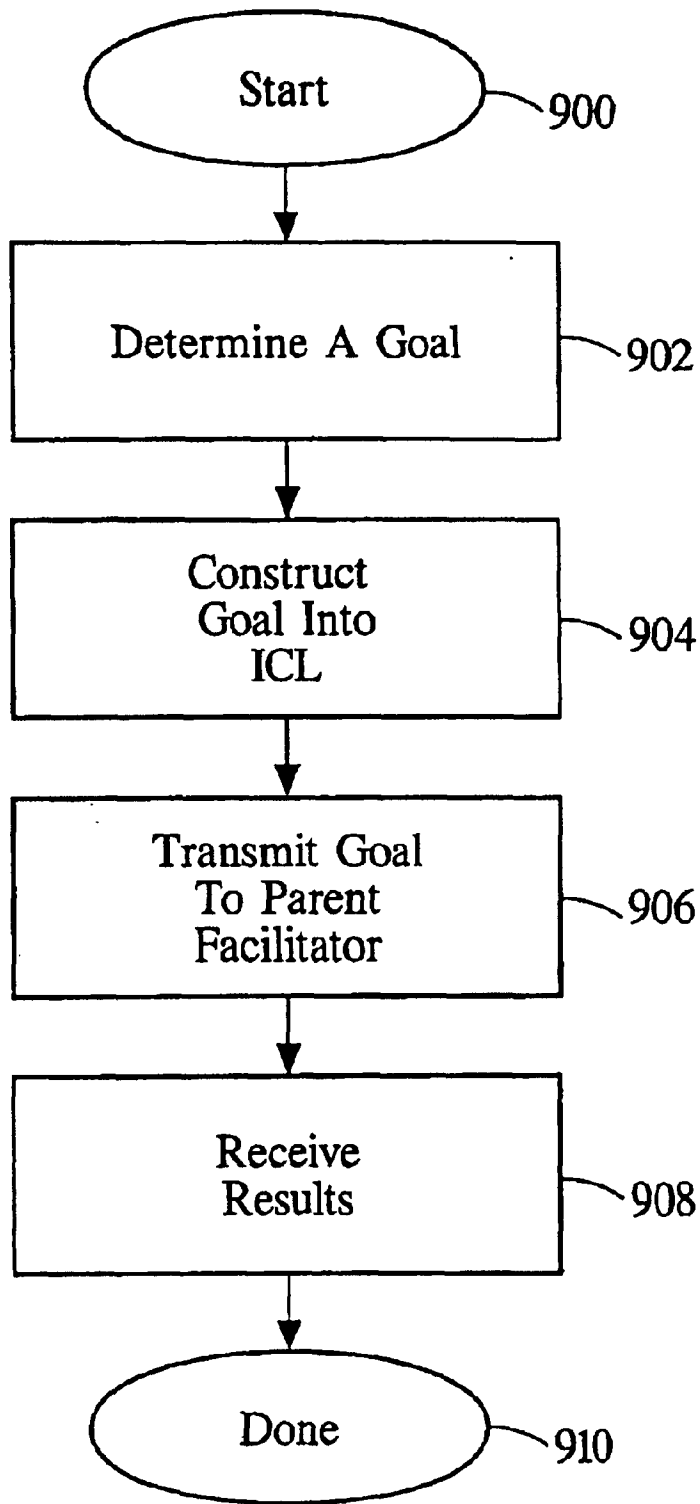 Start
900
Determine A Goal
902
Construct
Goal Into
ICL
904
Transmit Goal
To Parent
Facilitator
906
Receive
Results
908
Done
910